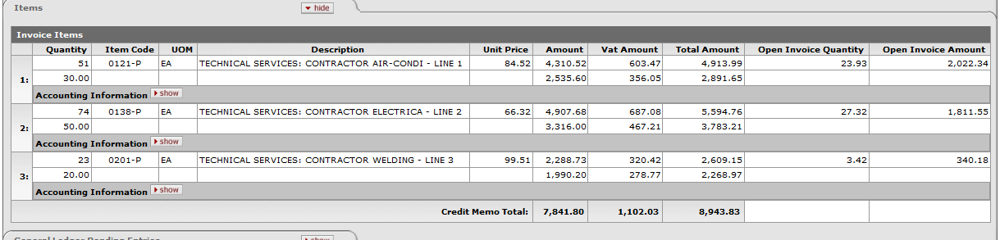 Items hide
Invoice Items
Quantity Item Code UOM Description Unit Price Amount Vat Amount Total Amount Open Invoice Quantity Open Invoice Amount
1: 51 0121-P EA TECHNICAL SERVICES: CONTRACTOR AIR-CONDI - LINE 1 84.52 4,310.52 603.47 4,913.99 23.93 2,022.34
30.00 2,535.60 356.05 2,891.65
Accounting Information show
2: 74 0138-P EA TECHNICAL SERVICES: CONTRACTOR ELECTRICA - LINE 2 66.32 4,907.68 687.08 5,594.76 27.32 1,811.55
50.00 3,316.00 467.21 3,783.21
Accounting Information show
3: 23 0201-P EA TECHNICAL SERVICES: CONTRACTOR WELDING - LINE 3 99.51 2,288.73 320.42 2,609.15 3.42 340.18
20.00 1,990.20 278.77 2,268.97
Accounting Information show
Credit Memo Total: 7,841.80 1,102.03 8,943.83
General Ledger Pending Entries show